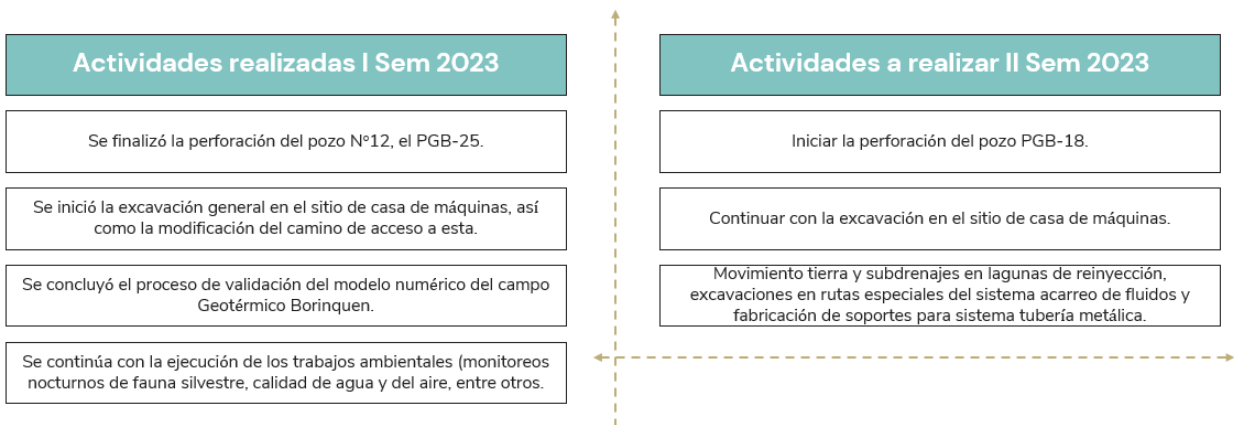 Actividades realizadas I Sem 2023
Se finalizó la perforación del pozo N°12, el PGB-25.
Se inició la excavación general en el sitio de casa de máquinas, así
como la modificación del camino de acceso a esta.
Se concluyó el proceso de validación del modelo numérico del campo
Geotérmico Borinquen.
Se continúa con la ejecución de los trabajos ambientales (monitoreos
nocturnos de fauna silvestre, calidad de agua y del aire, entre otros.
Actividades a realizar II Sem 2023
Iniciar la perforación del pozo PGB-18.
Continuar con la excavación en el sitio de casa de máquinas.
Movimiento tierra y subdrenajes en lagunas de reinyección,
excavaciones en rutas especiales del sistema acarreo de fluidos y
fabricación de soportes para sistema tubería metálica.